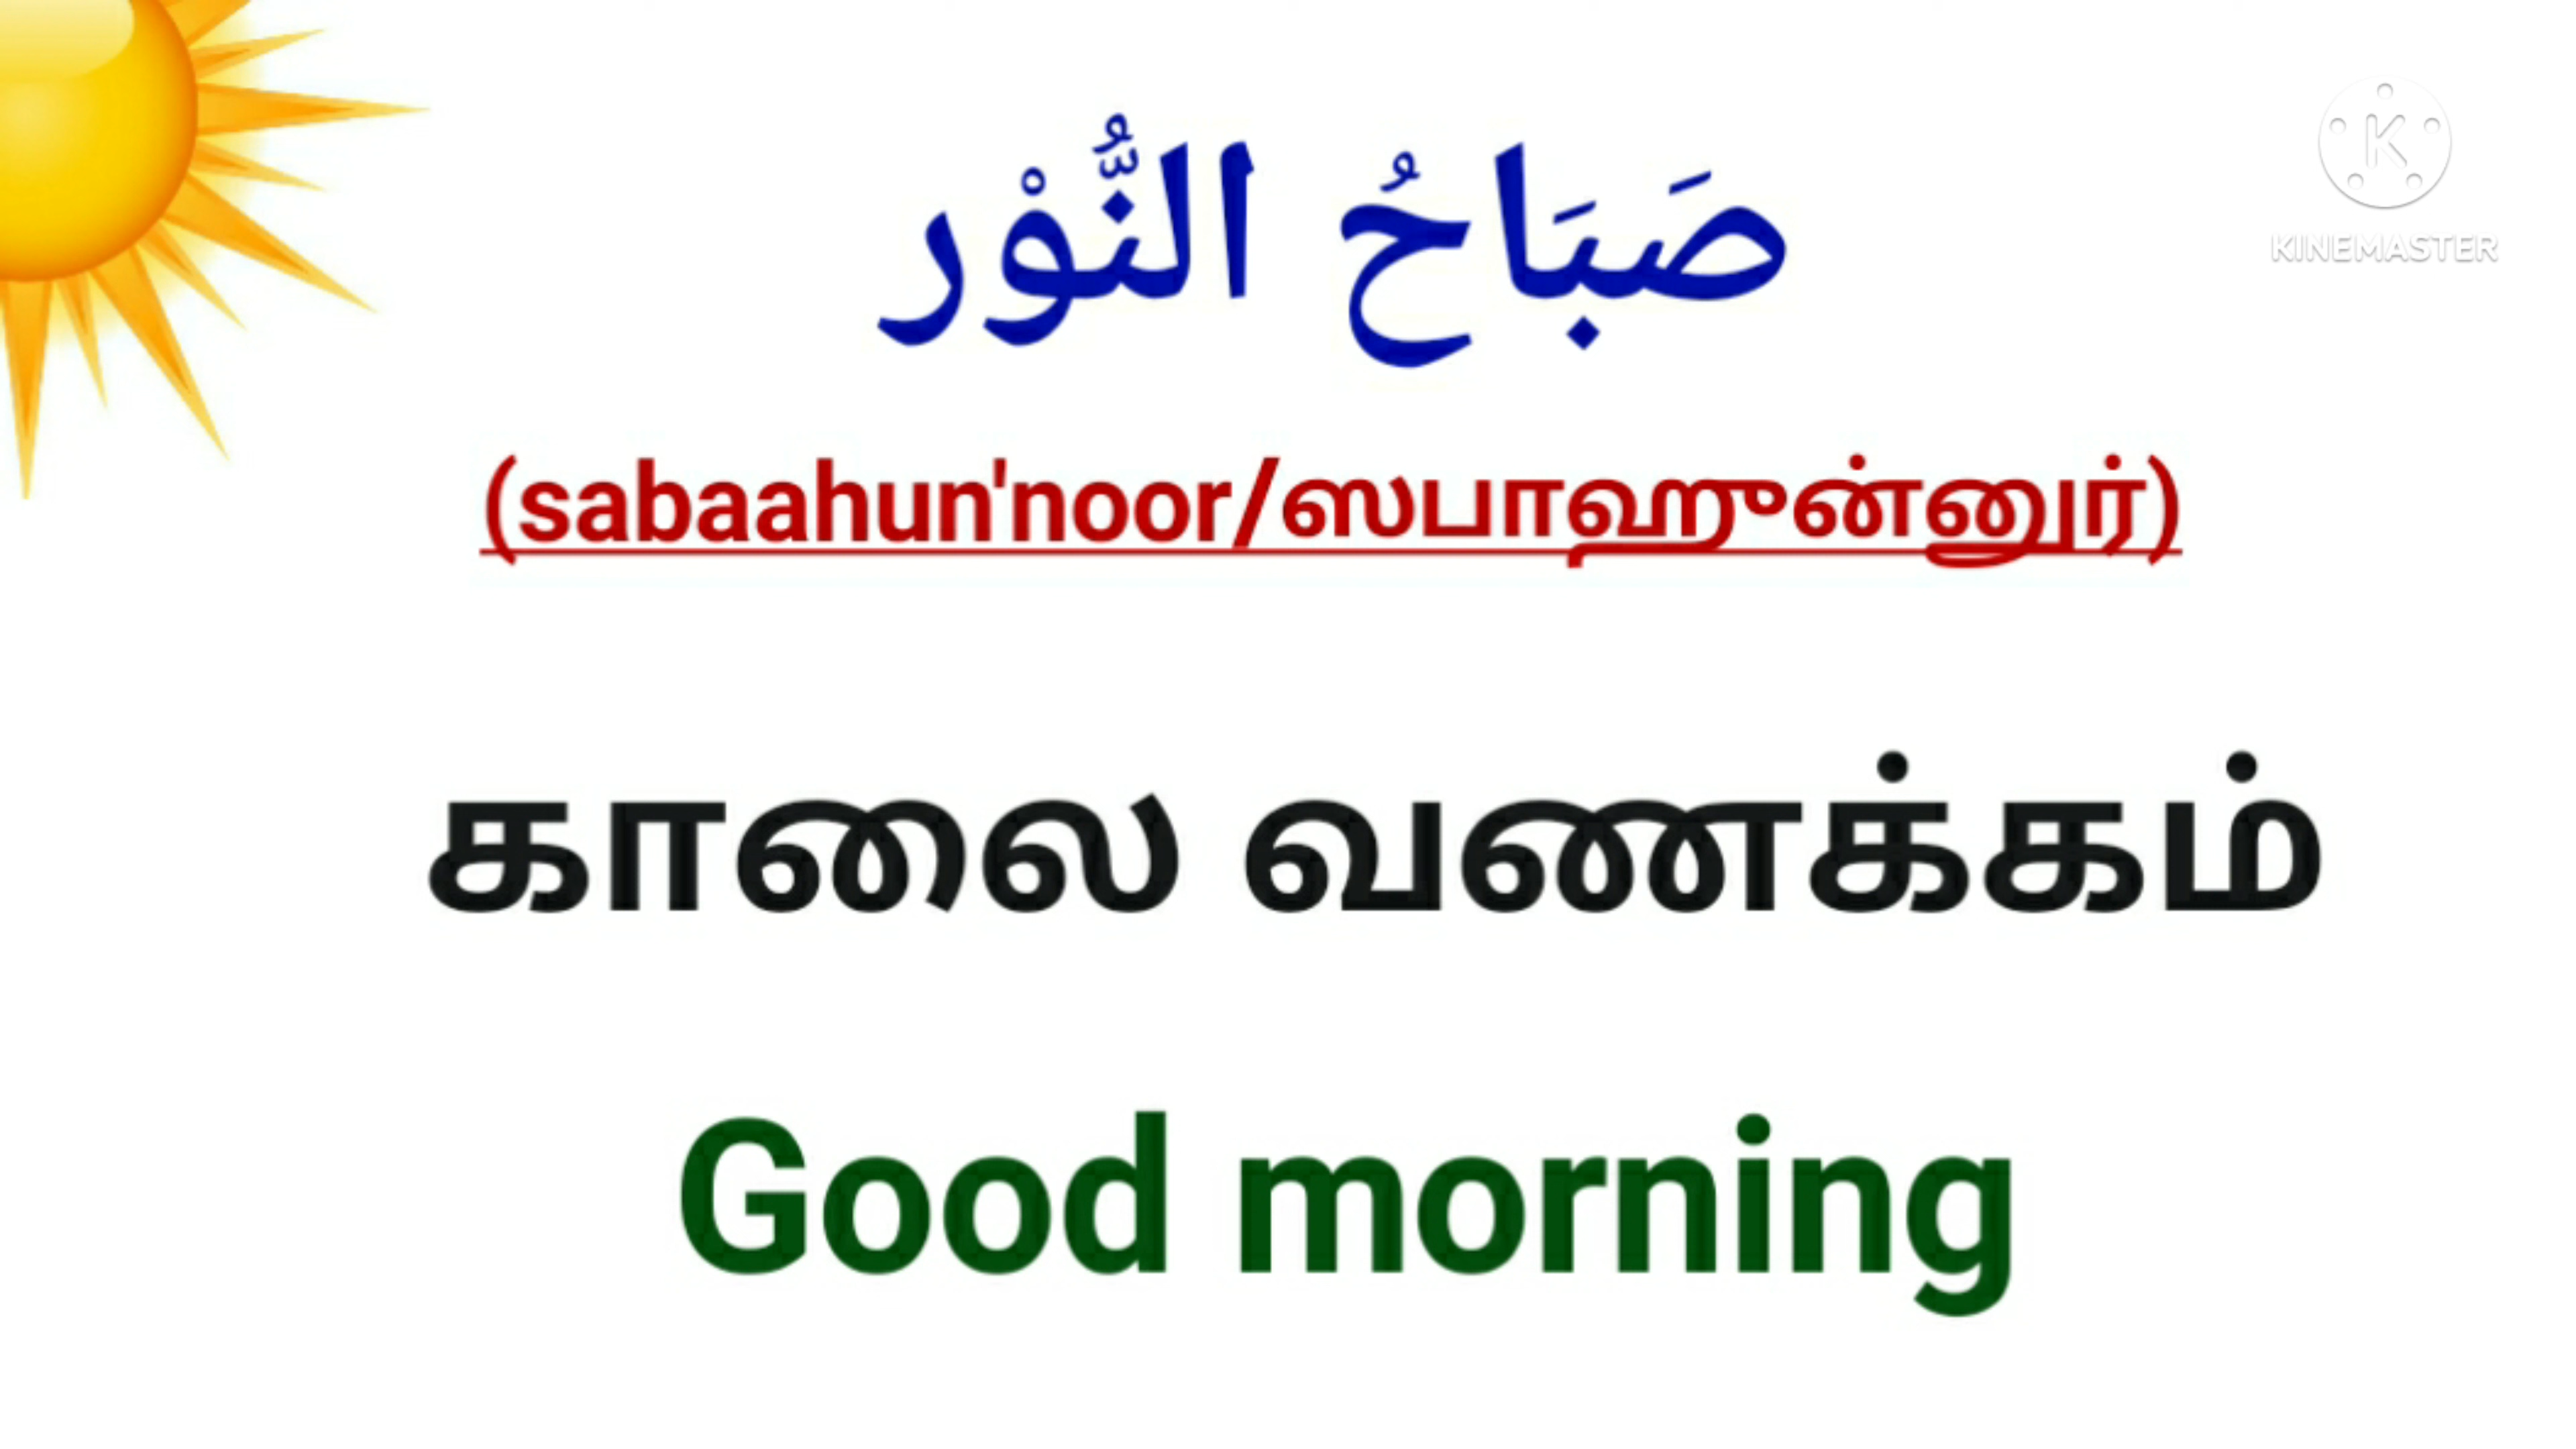 صَبَاحُ النُّوْر
KINEMASTER
(sabaahun'noor/ஸபாஹுன்னுர்)
காலை வணக்கம்
Good morning